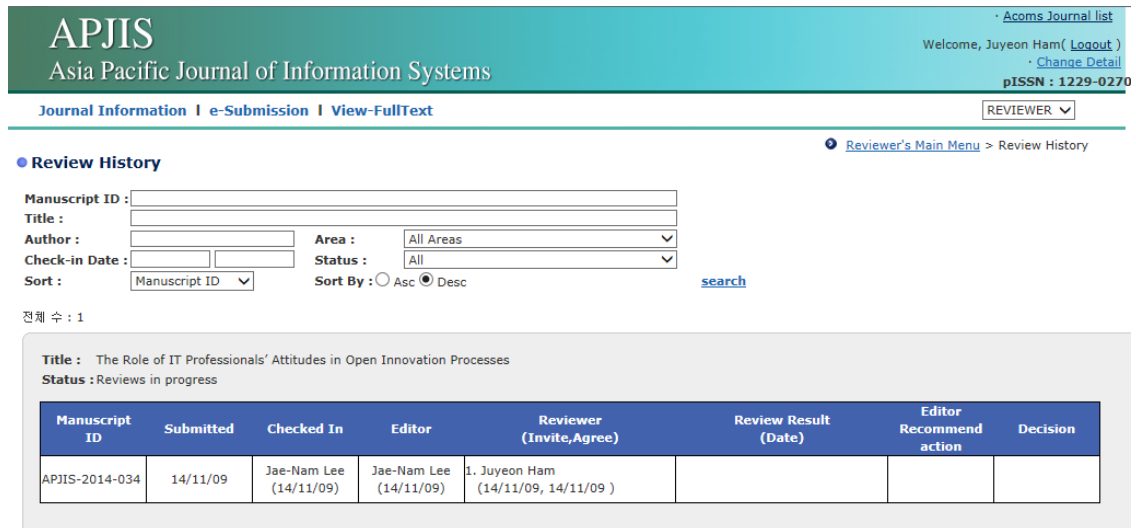 · Acoms Journal list
APJIS
Welcome, Juyeon Ham( Logout )
Asia Pacific Journal of Information Systems
· Change Detail
pISSN : 1229-0270
Journal Information l e-Submission l View-FullText
REVIEWER
Reviewer's Main Menu > Review History
Review History
Manuscript ID :
Title :
Author : Area : All Areas
Check-in Date : Status : All
Sort : Manuscript ID Sort By : Asc Desc search
전체 수 : 1
Title : The Role of IT Professionals’ Attitudes in Open Innovation Processes
Status : Reviews in progress
Manuscript ID Submitted Checked In Editor Reviewer (Invite,Agree) Review Result (Date) Editor Recommend action Decision
APJIS-2014-034 14/11/09 Jae-Nam Lee (14/11/09) Jae-Nam Lee (14/11/09) 1. Juyeon Ham (14/11/09, 14/11/09 )